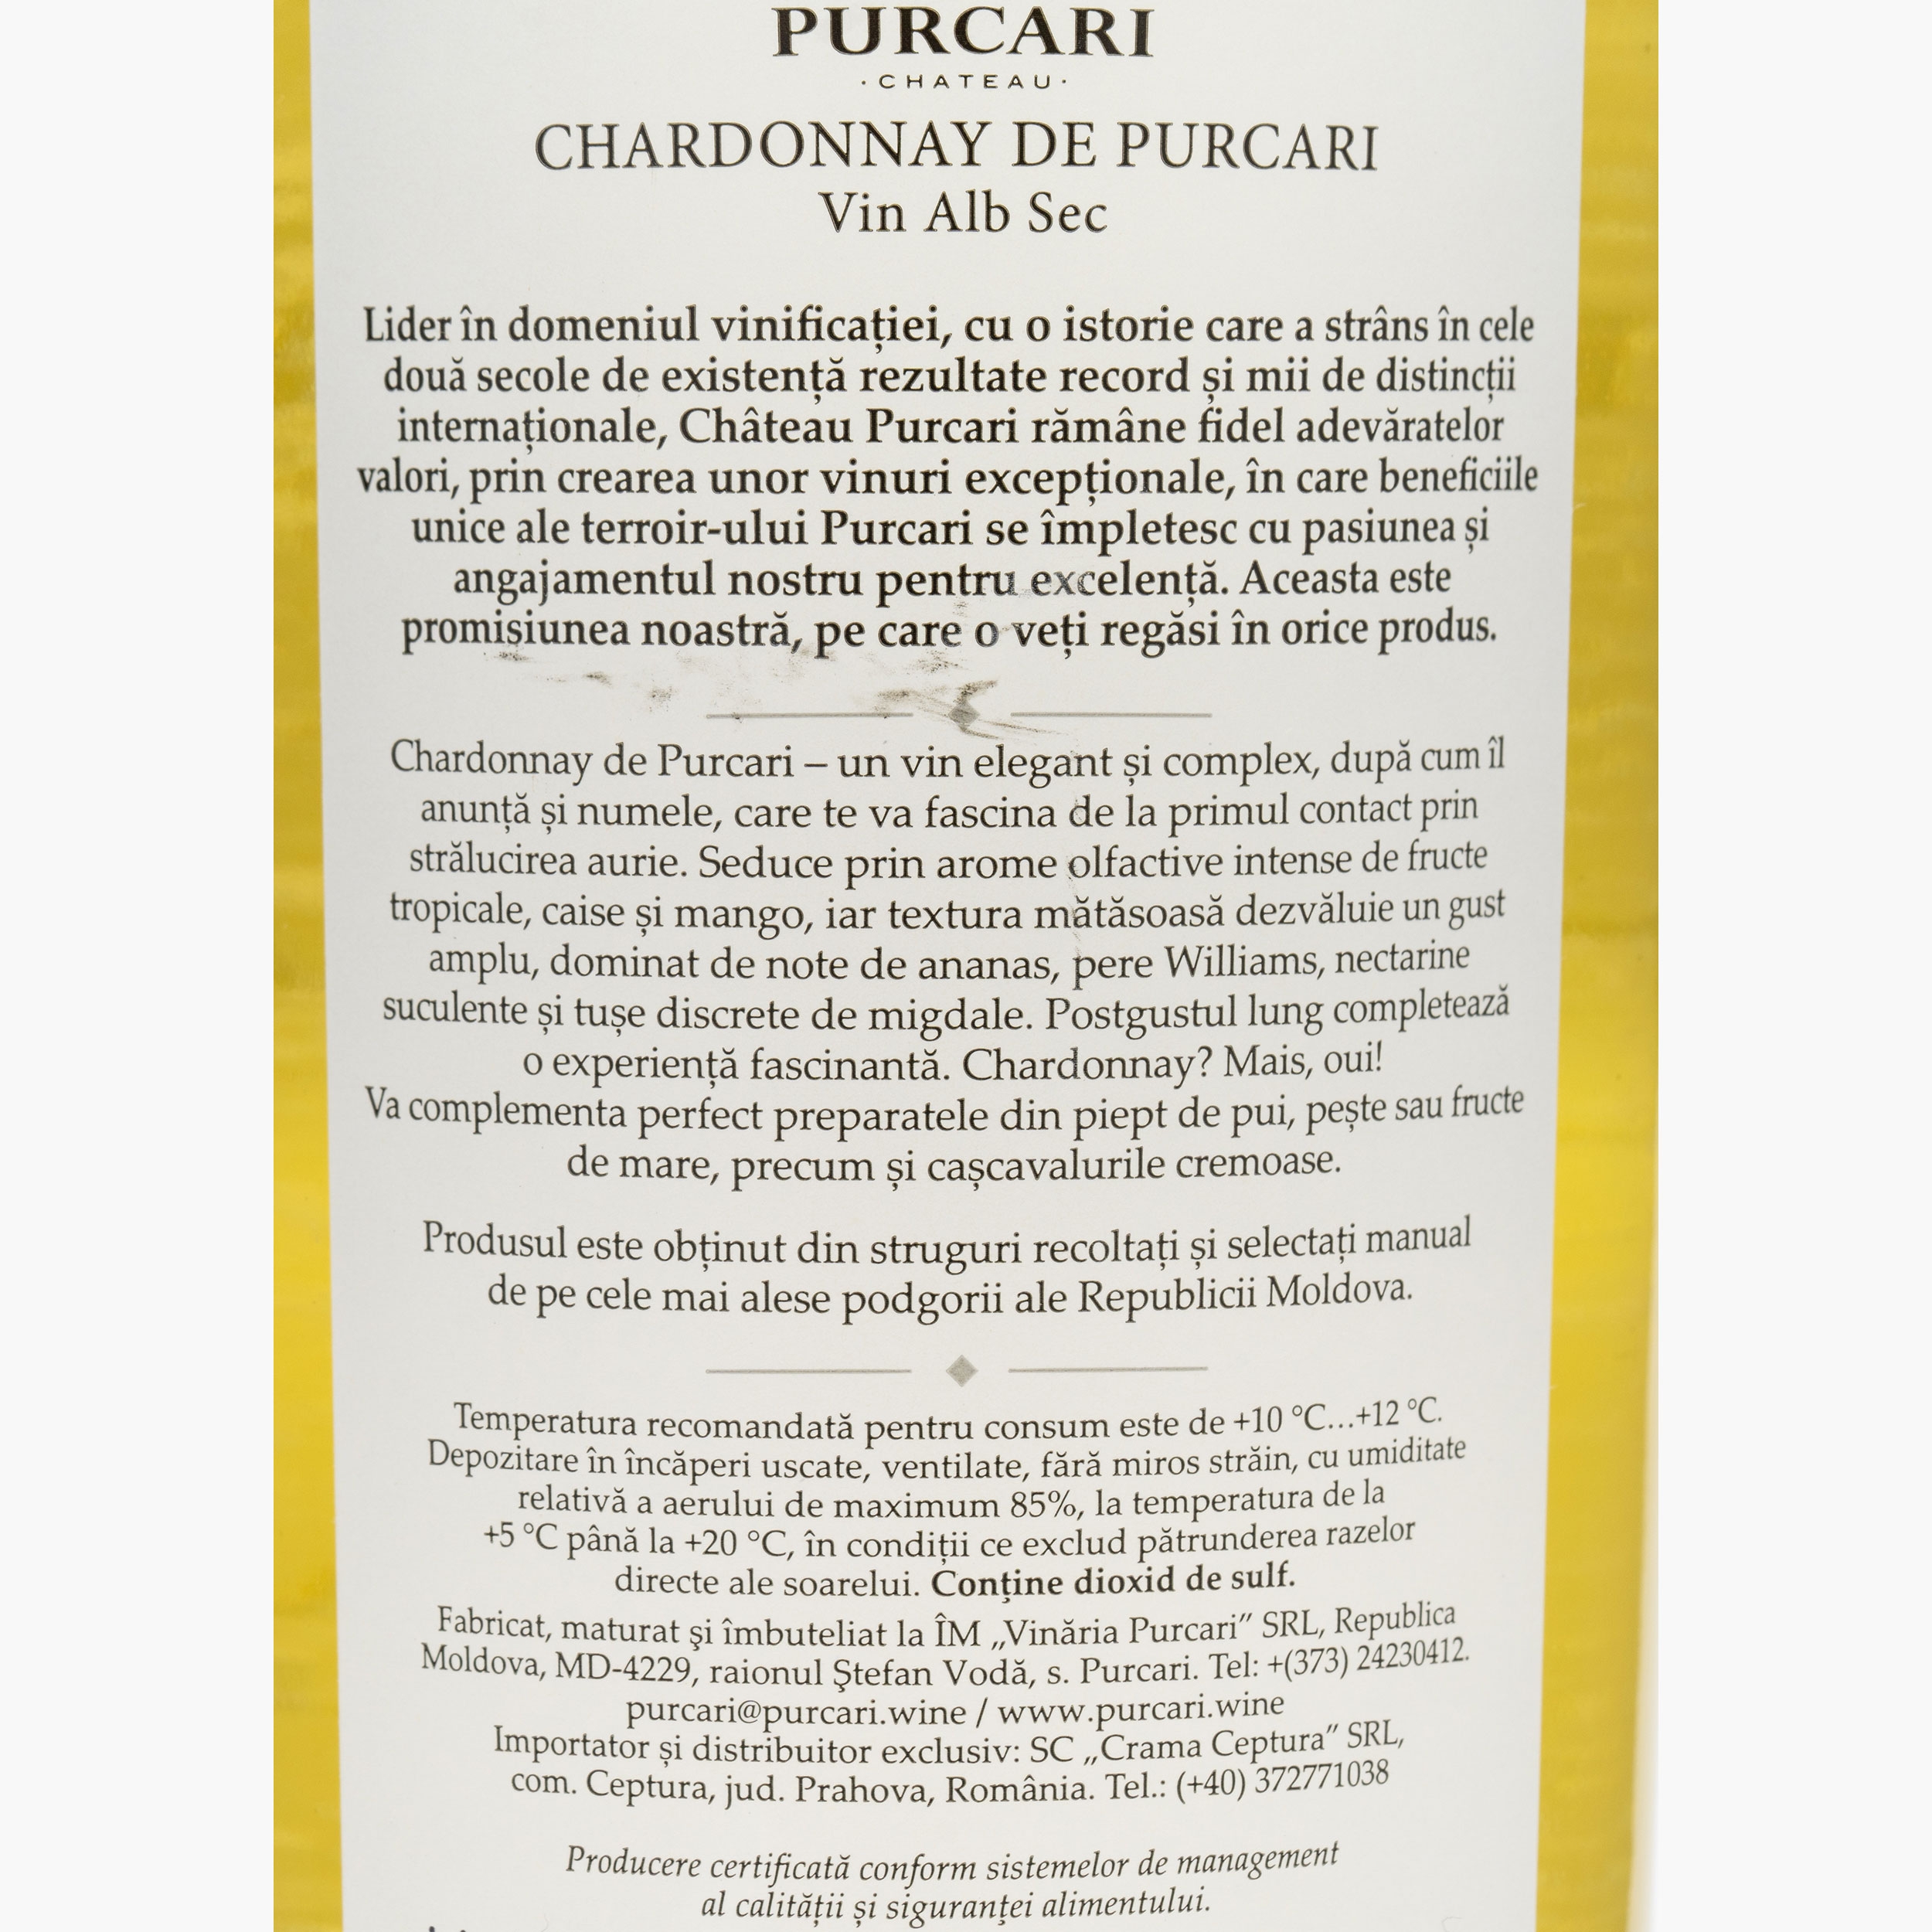 PURCARI
·CHATEAU·
CHARDONNAY DE PURCARI
Vin Alb Sec
Lider în domeniul vinificației, cu o istorie care a strâns în cele
două secole de existență rezultate record și mii de distincții
internaționale, Château Purcari rămâne fidel adevăratelor
valori, prin crearea unor vinuri excepționale, în care beneficiile
unice ale terroir-ului Purcari se împletesc cu pasiunea și
angajamentul nostru pentru excelență. Aceasta este
promisiunea noastră, pe care o veți regăsi în orice produs.
Chardonnay de Purcari – un vin elegant și complex, după cum îl
anunță și numele, care te va fascina de la primul contact prin
strălucirea aurie. Seduce prin arome olfactive intense de fructe
tropicale, caise și mango, iar textura mătăsoasă dezvăluie un gust
amplu, dominat de note de ananas, pere Williams, nectarine
suculente și tușe discrete de migdale. Postgustul lung completează
o experiență fascinantă. Chardonnay? Mais, oui!
Va complementa perfect preparatele din piept de pui, pește sau fructe
de mare, precum și cașcavalurile cremoase.
Produsul este obținut din struguri recoltați și selectați manual
de pe cele mai alese podgorii ale Republicii Moldova.
Temperatura recomandată pentru consum este de +10 °C…+12 °C.
Depozitare în încăperi uscate, ventilate, fără miros străin, cu umiditate
relativă a aerului de maximum 85%, la temperatura de la
+5 °C până la +20 °C, în condiții ce exclud pătrunderea razelor
directe ale soarelui. Conţine dioxid de sulf.
Fabricat, maturat şi îmbuteliat la ÎM „Vinăria Purcari” SRL, Republica
Moldova, MD-4229, raionul Ştefan Vodă, s. Purcari. Tel: +(373) 24230412.
purcari@purcari.wine / www.purcari.wine
Importator și distribuitor exclusiv: SC „Crama Ceptura” SRL,
com. Ceptura, jud. Prahova, România. Tel.: (+40) 372771038
Producere certificată conform sistemelor de management
al calității și siguranței alimentului.